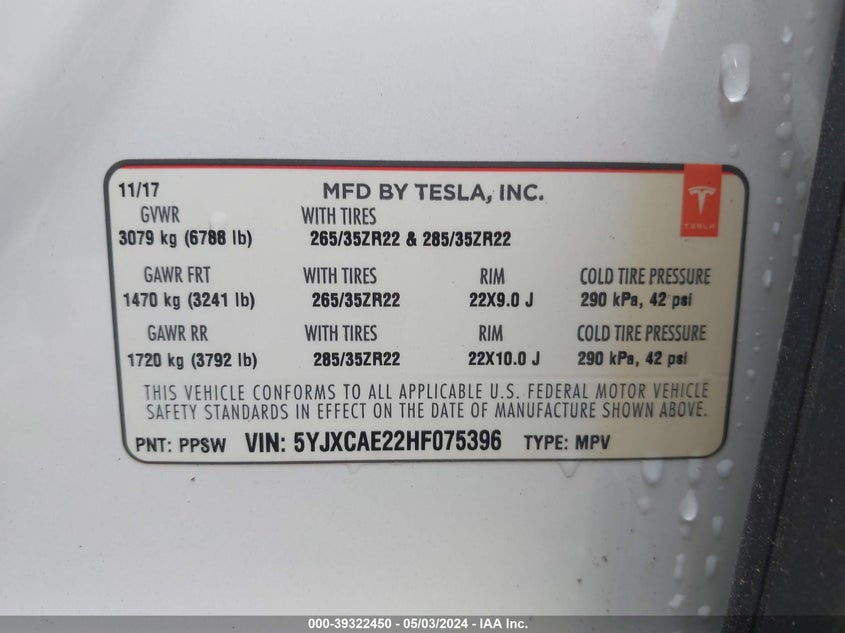 11/17 MFD BY TESLA, INC.
TESLA
GVWR WITH TIRES
3079 kg (6788 lb) 265/35ZR22 & 285/35ZR22
GAWR FRT WITH TIRES RIM COLD TIRE PRESSURE
1470 kg (3241 lb) 265/35ZR22 22X9.0 J 290 kPa, 42 psi
GAWR RR WITH TIRES RIM COLD TIRE PRESSURE
1720 kg (3792 lb) 285/35ZR22 22X10.0 J 290 kPa, 42 psi
THIS VEHICLE CONFORMS TO ALL APPLICABLE U.S. FEDERAL MOTOR VEHICLE
SAFETY STANDARDS IN EFFECT ON THE DATE OF MANUFACTURE SHOWN ABOVE.
PNT: PPSW VIN: 5YJXCAE22HF075396 TYPE: MPV
000-39322450 - 05/03/2024 - IAA Inc.